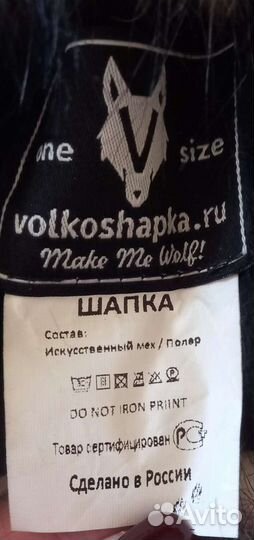 one size
V
volkoshapka.ru
Make Me Wolf!
ШАПКА
Состав:
Искусственный мех / Полар
DO NOT IRON PRIINT
Товар сертифицирован РС
Сделано в России
Avito